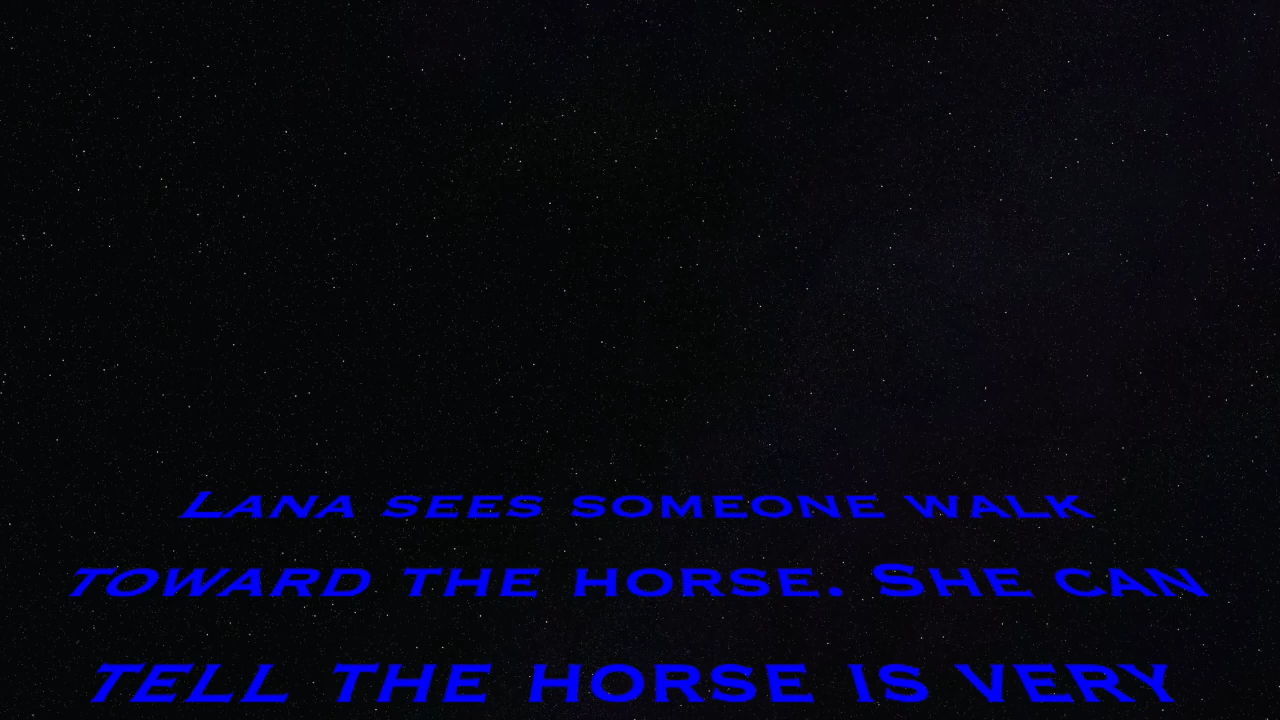 Lana sees someone walk
toward the horse. She can
tell the horse is very